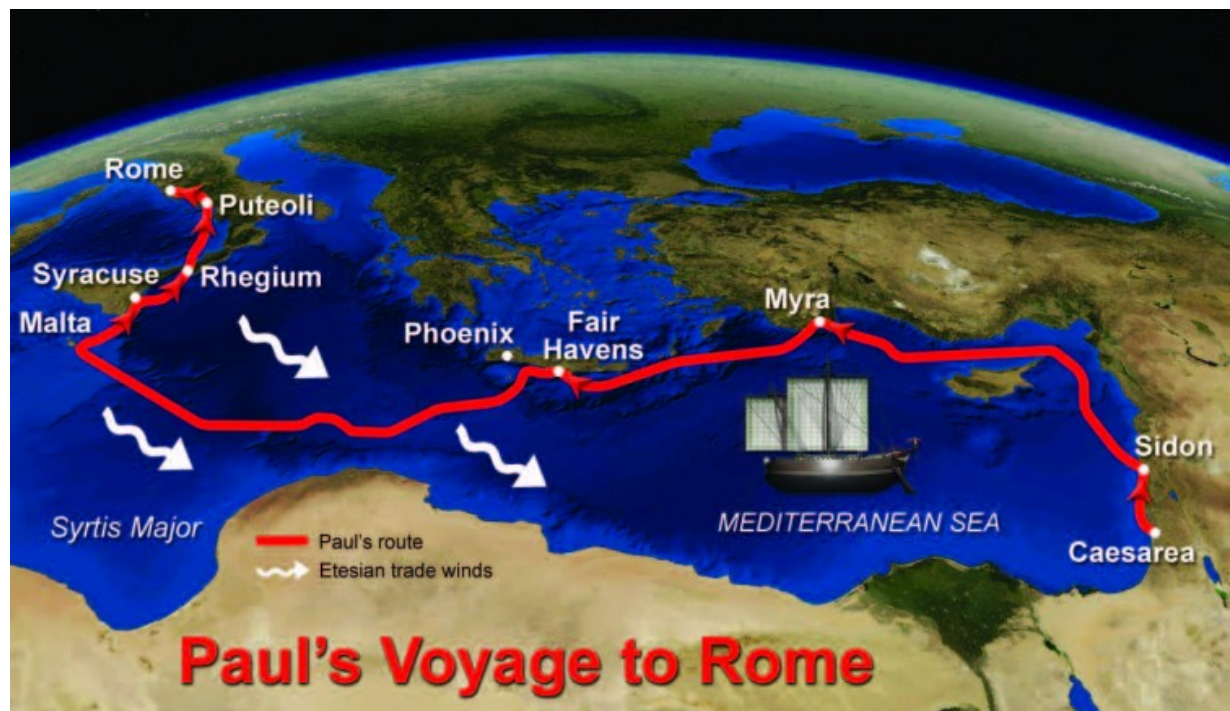 Rome
Puteoli
Syracuse
Rhegium
Malta
Phoenix
Fair
Havens
Myra
Sidon
Caesarea
MEDITERRANEAN SEA
Syrtis Major
Paul's route
Etesian trade winds
Paul's Voyage to Rome